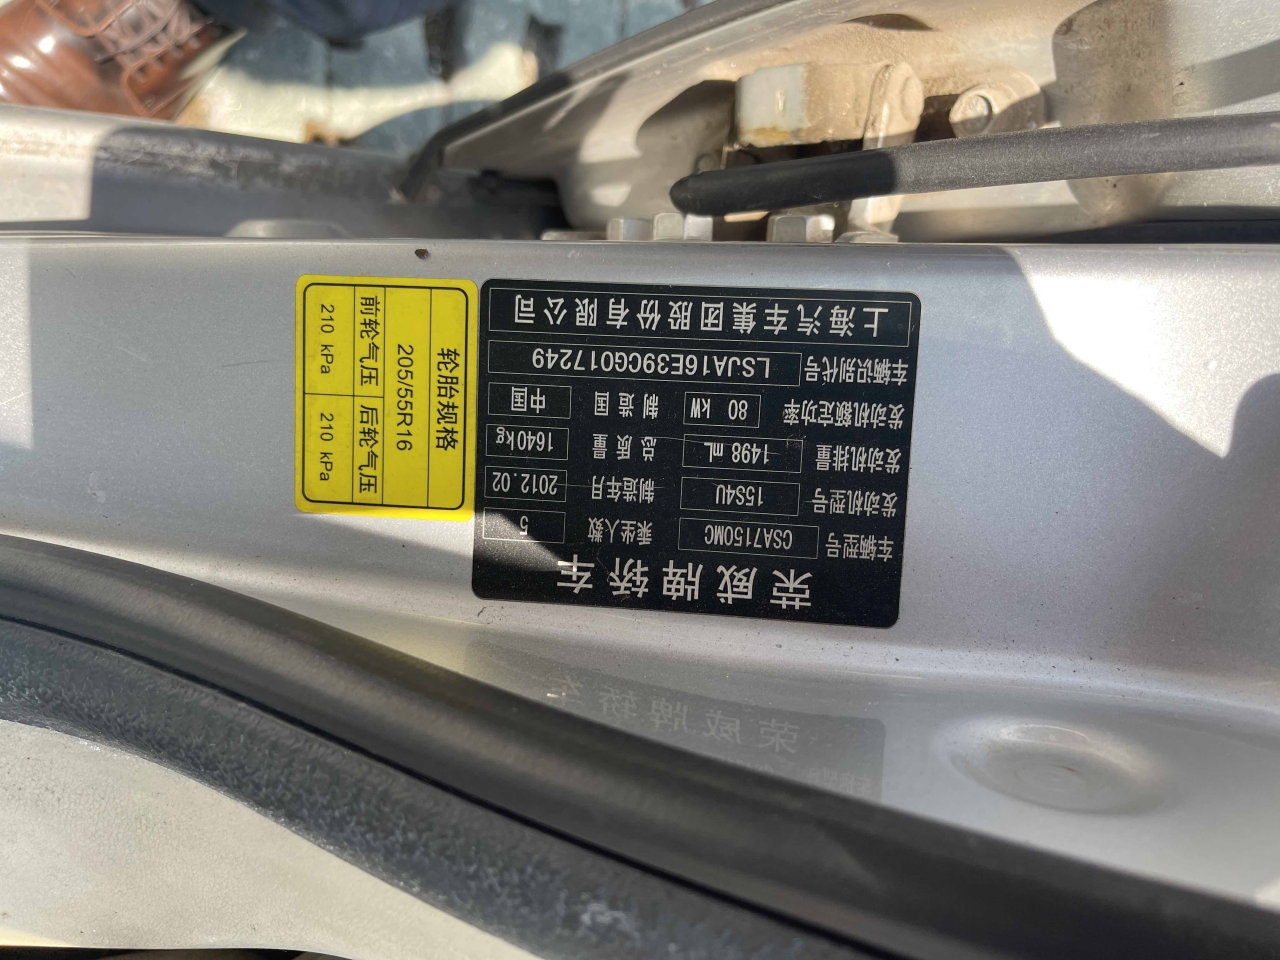 荣威牌轿车
车辆型号 CSA7150MC 乘坐人数 5
发动机型号 15S4U 制造年月 2012.02
发动机排量 1498 mL 总质量 1640kg
发动机额定功率 80 kW 制造国 中国
车辆识别代号 LSJA16E39CG017249
上海汽车集团股份有限公司
轮胎规格
205/55R16
前轮气压 后轮气压
210 kPa 210 kPa